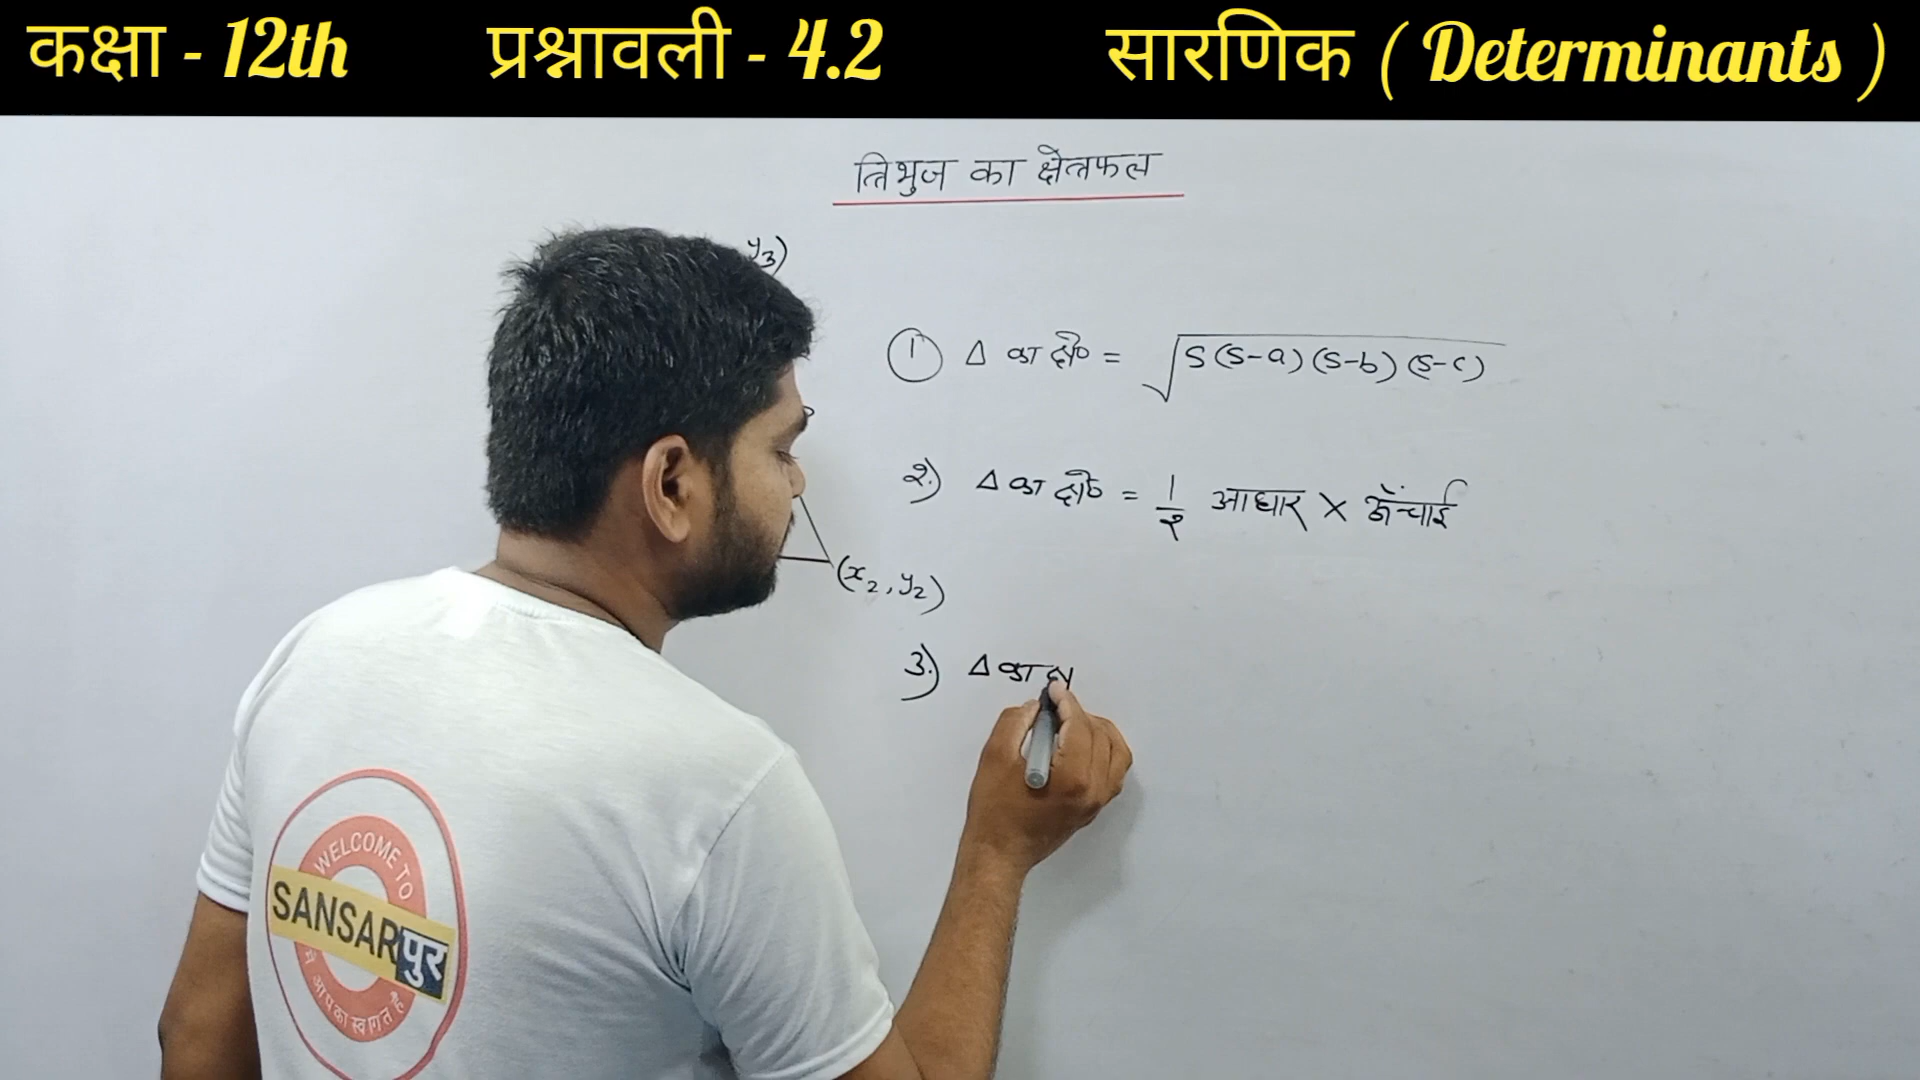 कक्षा - 12th प्रश्नावली - 4.2 सारणिक ( Determinants )
त्रिभुज का क्षेत्रफल
y₃)
① Δ का क्षे० = √S(S-a)(S-b)(S-c)
2.) Δ का क्षे० = 1/2 आधार × ऊँचाई
(x₂, y₂)
3.) Δ का क्ष
WELCOME TO
SANSARपुर
में आपका स्वागत है